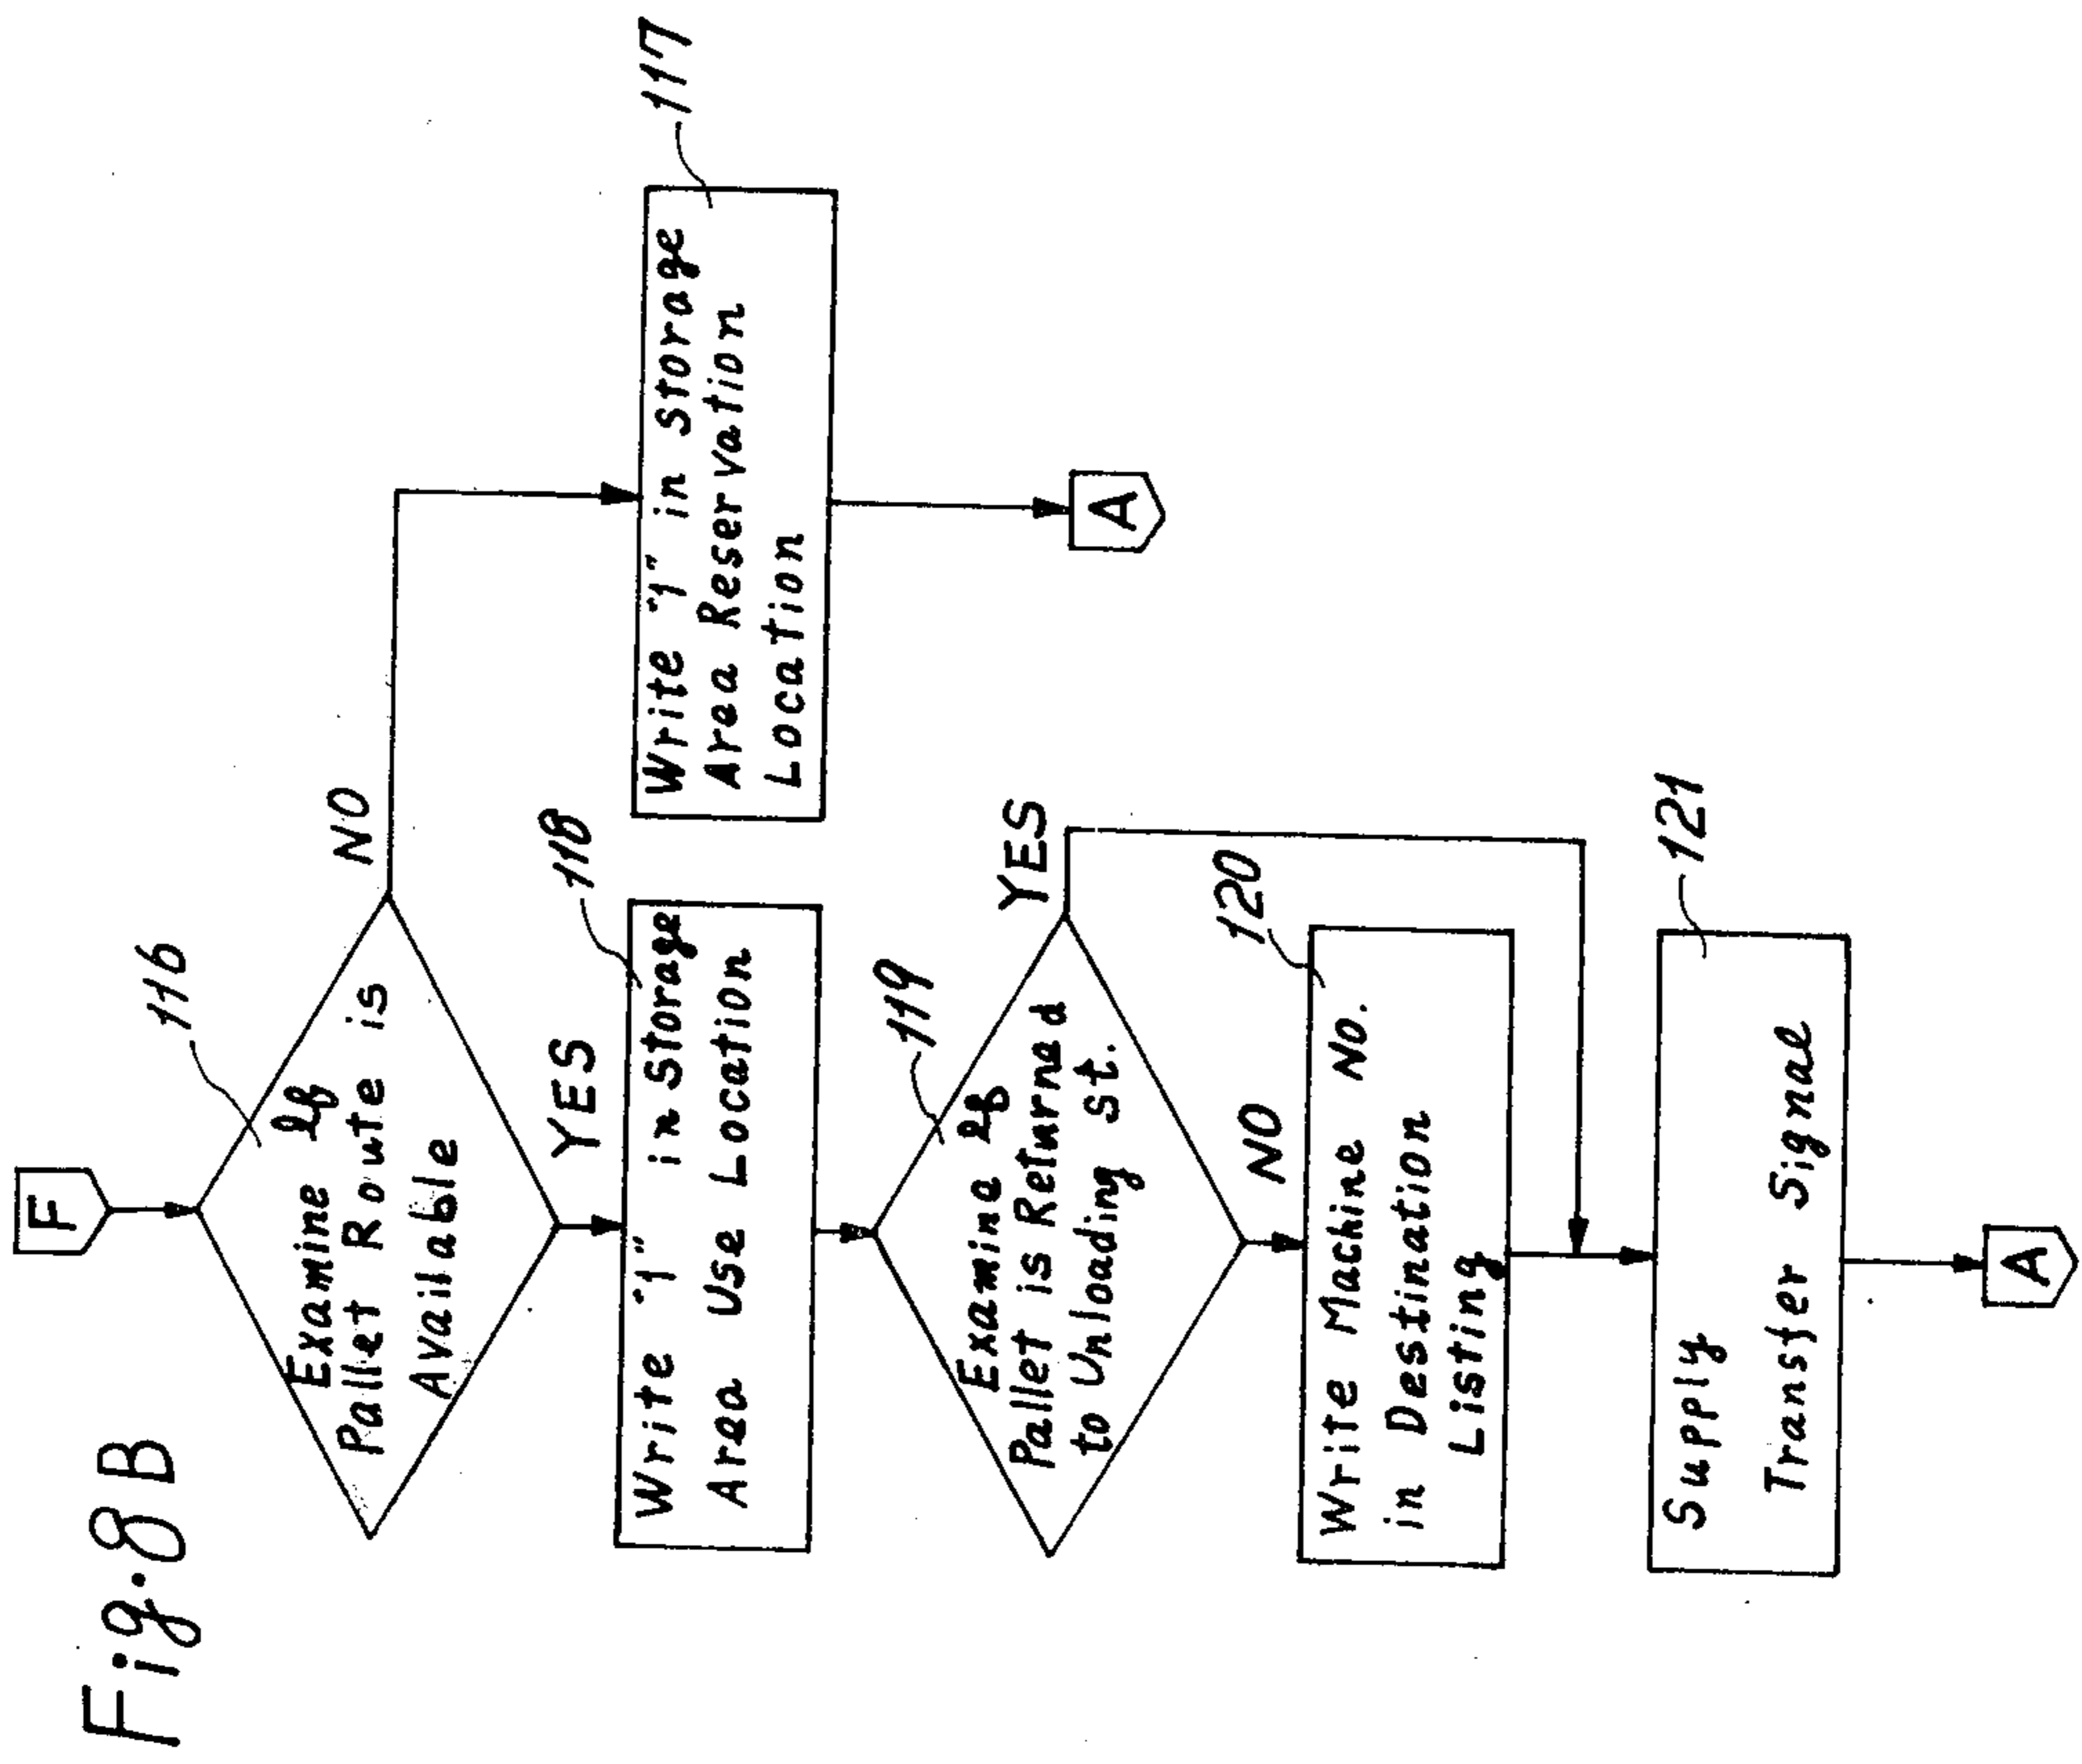 Fig. 8B
F
116
Examine If
Pallet Route is
Available
NO
YES
118
Write "1" in Storage
Area Use Location
117
Write "1" in Storage
Area Reservation
Location
A
119
Examine If
Pallet is Returnd
to Unloading St.
YES
NO
120
Write Machine No.
in Destination
Listing
121
Supply
Transfer Signal
A